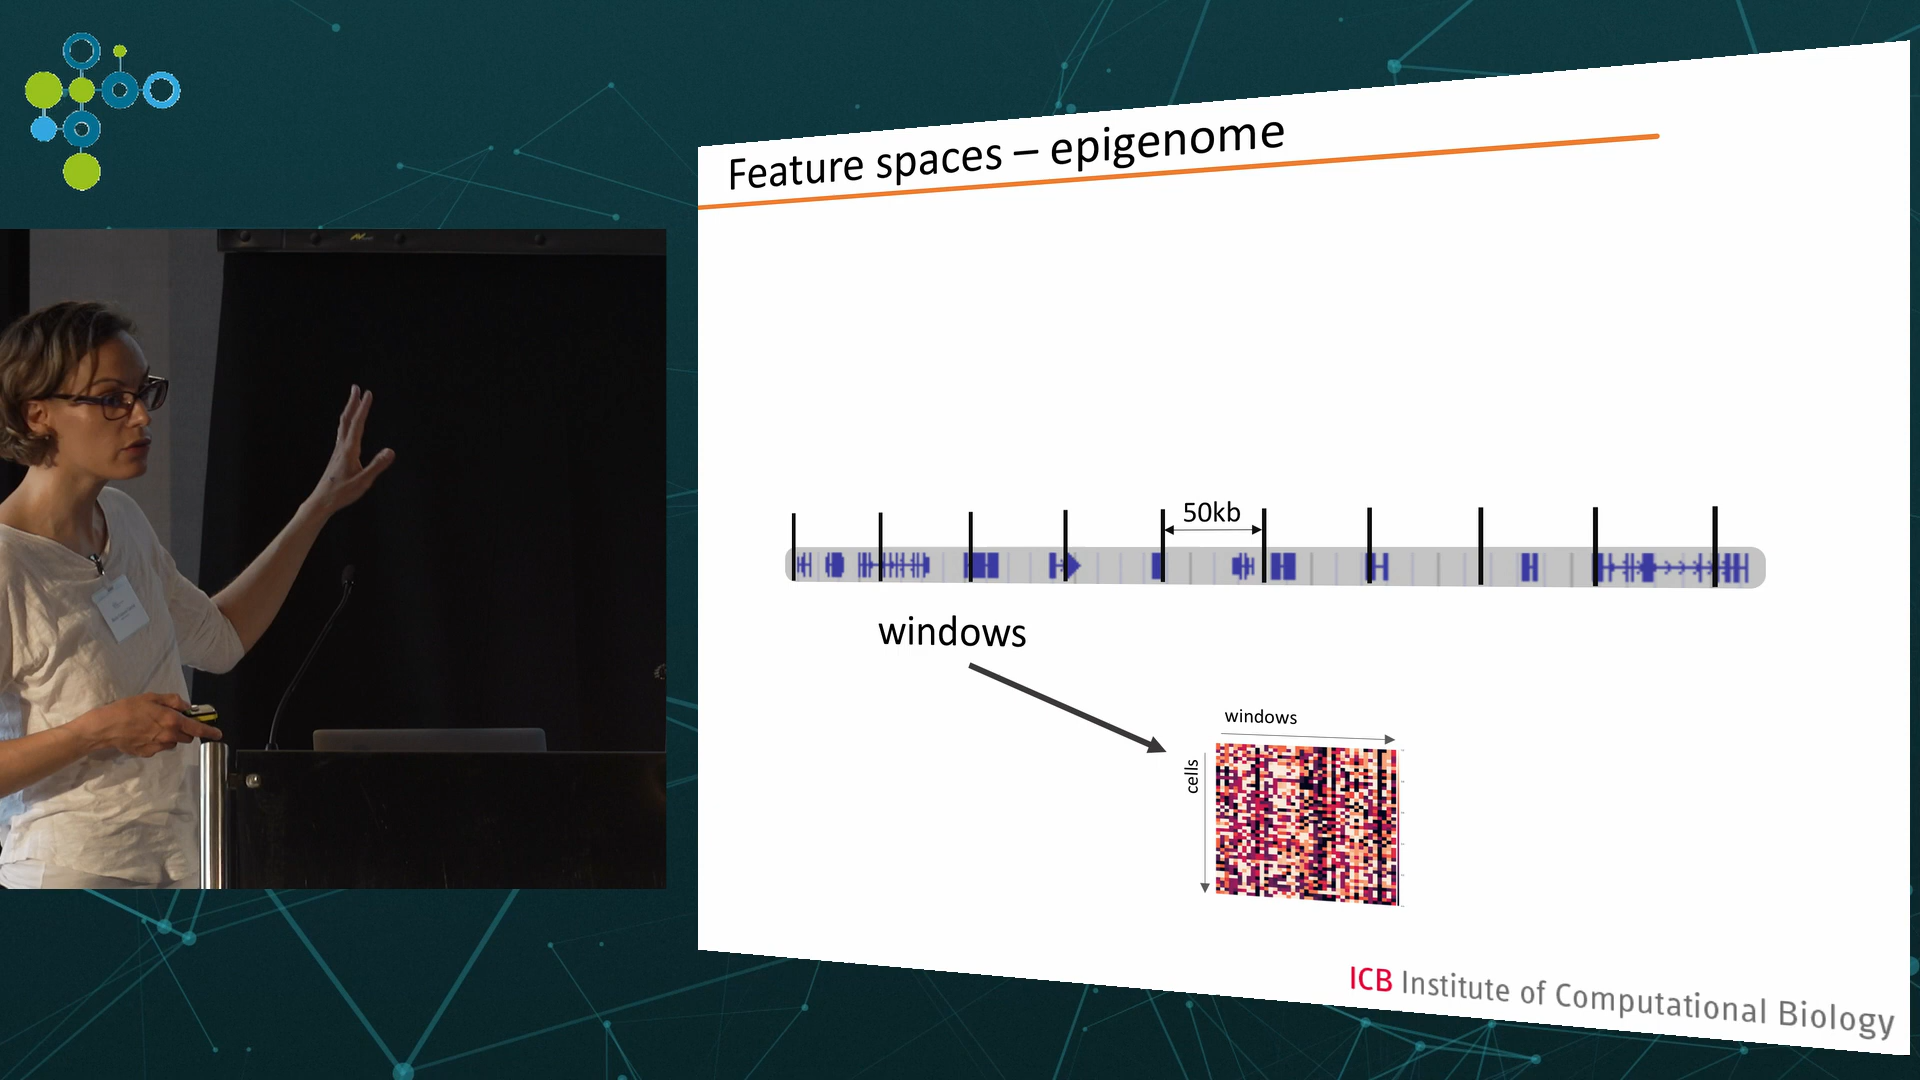 Feature spaces – epigenome
50kb
windows
windows
cells
ICB Institute of Computational Biology